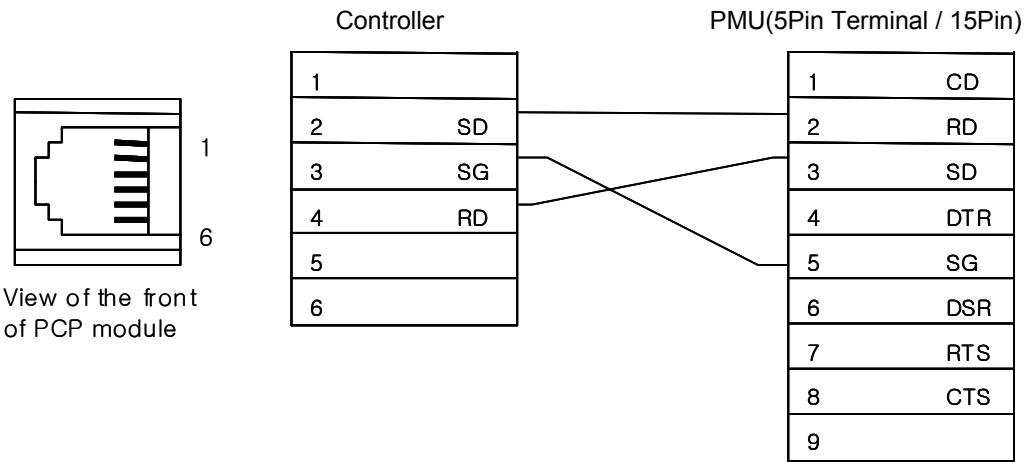 Controller
PMU(5Pin Terminal / 15Pin)
1
6
View of the front
of PCP module
1
2 SD
3 SG
4 RD
5
6
1 CD
2 RD
3 SD
4 DTR
5 SG
6 DSR
7 RTS
8 CTS
9